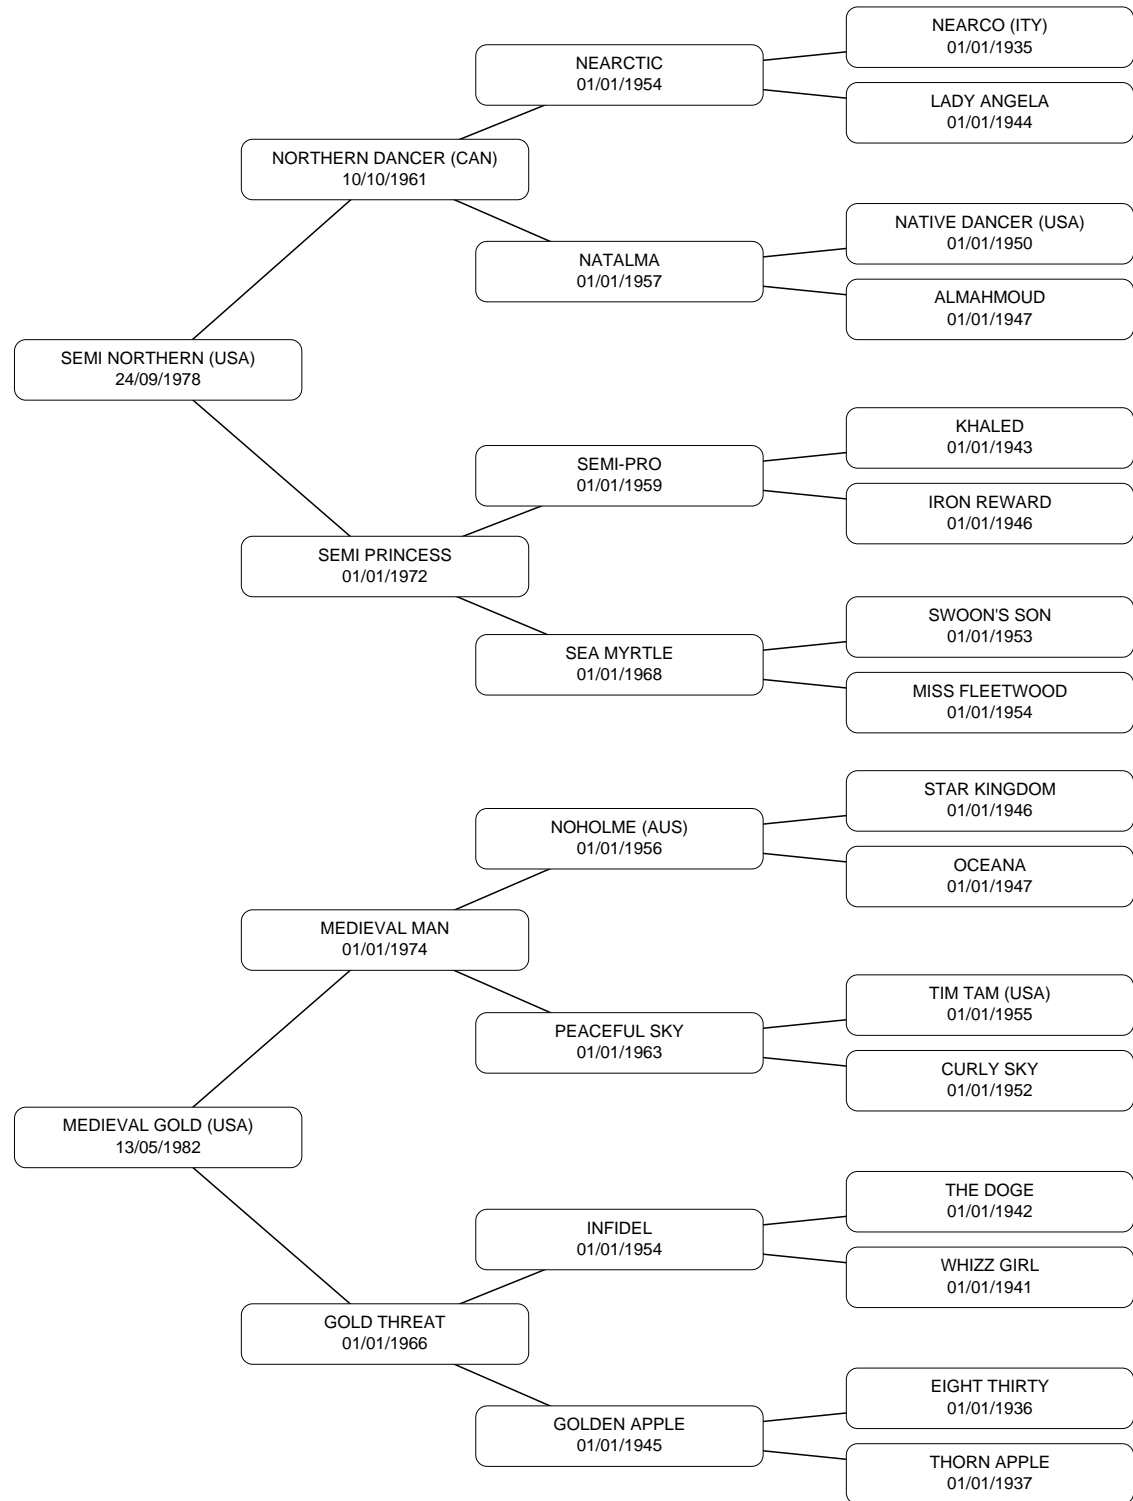 NEARCO (ITY)
01/01/1935
NEARCTIC
01/01/1954
LADY ANGELA
01/01/1944
NORTHERN DANCER (CAN)
10/10/1961
NATIVE DANCER (USA)
01/01/1950
NATALMA
01/01/1957
ALMAHMOUD
01/01/1947
SEMI NORTHERN (USA)
24/09/1978
KHALED
01/01/1943
SEMI-PRO
01/01/1959
IRON REWARD
01/01/1946
SEMI PRINCESS
01/01/1972
SWOON'S SON
01/01/1953
SEA MYRTLE
01/01/1968
MISS FLEETWOOD
01/01/1954
STAR KINGDOM
01/01/1946
NOHOLME (AUS)
01/01/1956
OCEANA
01/01/1947
MEDIEVAL MAN
01/01/1974
TIM TAM (USA)
01/01/1955
PEACEFUL SKY
01/01/1963
CURLY SKY
01/01/1952
MEDIEVAL GOLD (USA)
13/05/1982
THE DOGE
01/01/1942
INFIDEL
01/01/1954
WHIZZ GIRL
01/01/1941
GOLD THREAT
01/01/1966
EIGHT THIRTY
01/01/1936
GOLDEN APPLE
01/01/1945
THORN APPLE
01/01/1937